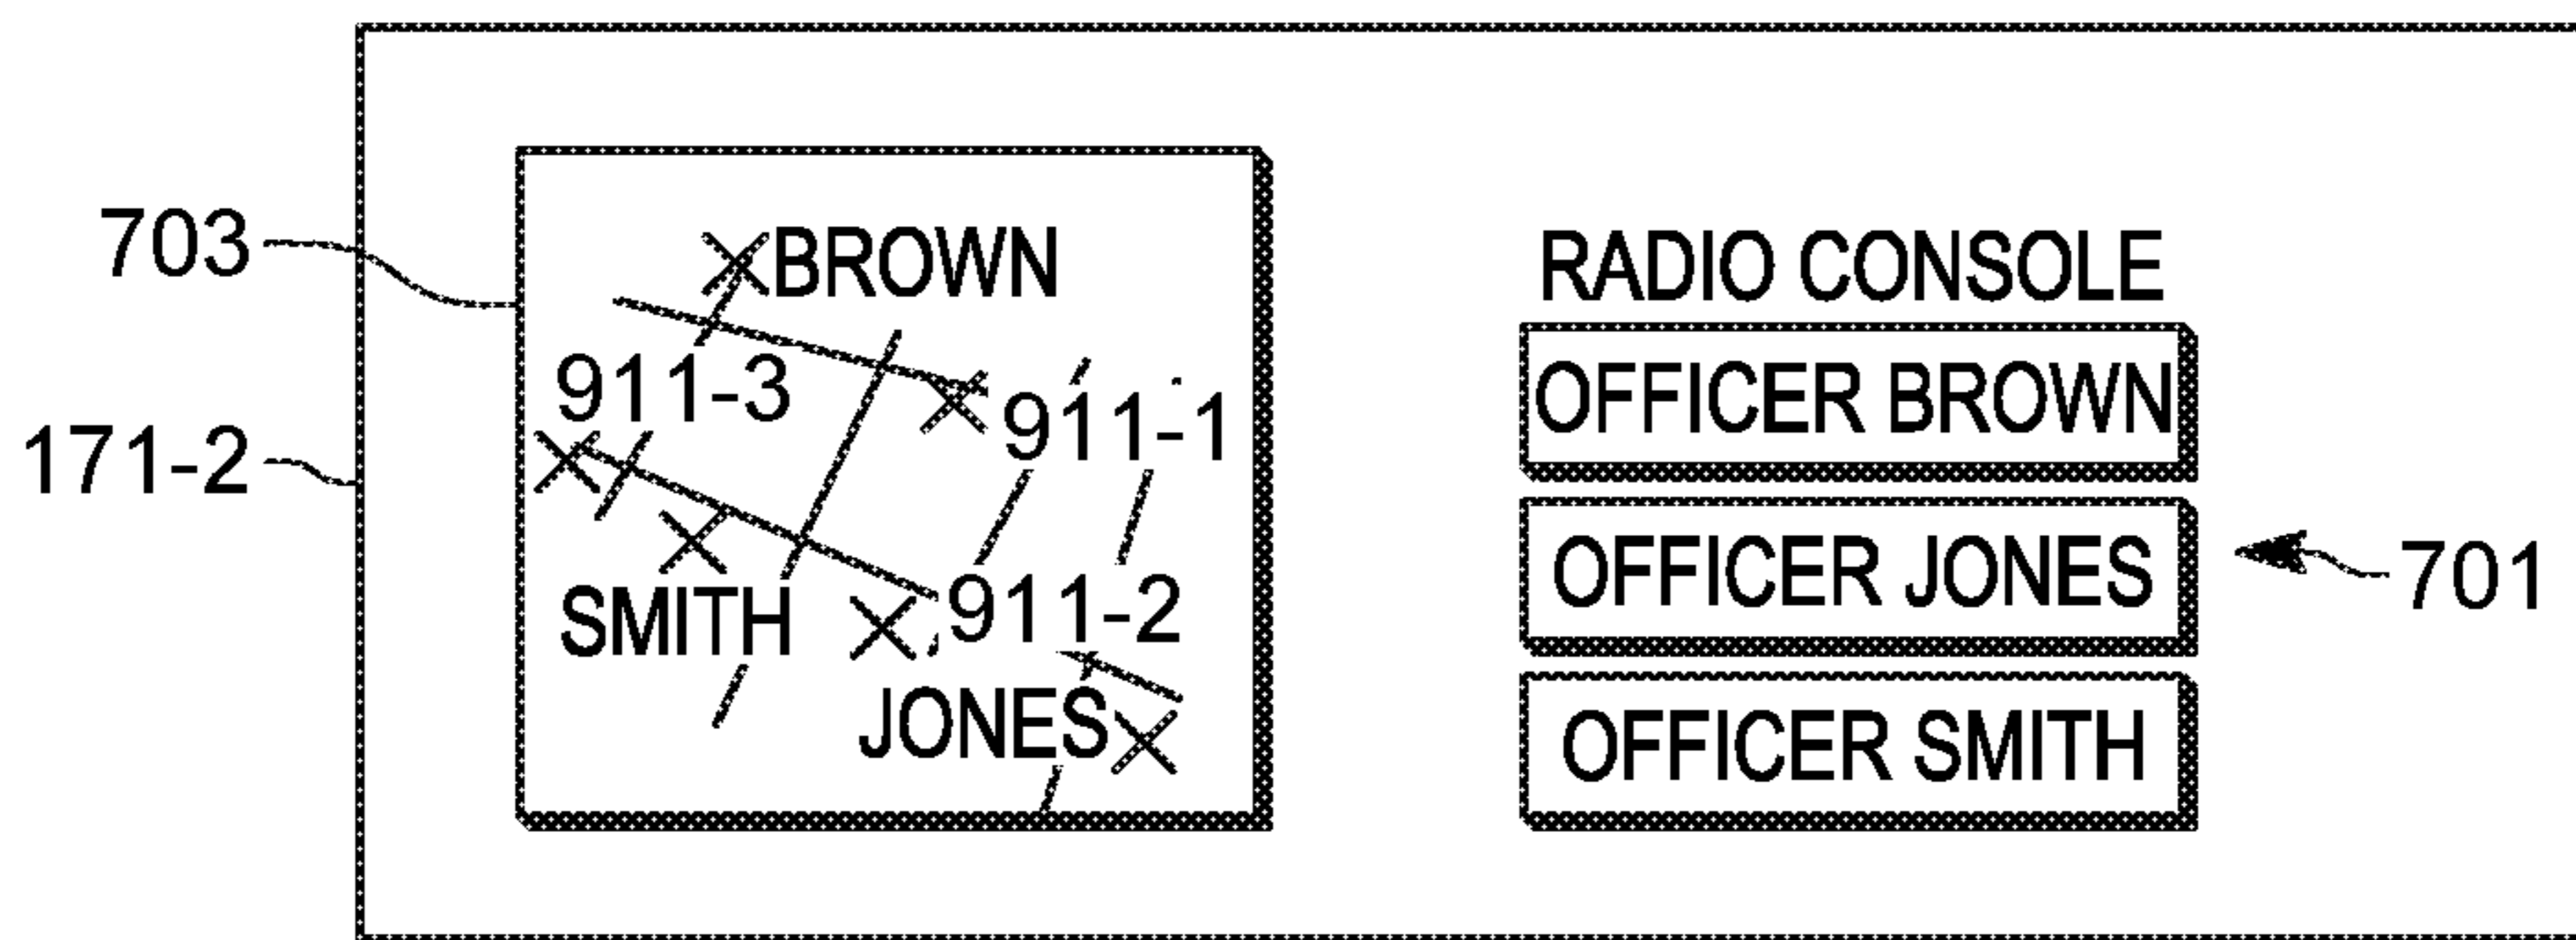 703
171-2
BROWN
911-3
911-1
SMITH
911-2
JONES
RADIO CONSOLE
OFFICER BROWN
OFFICER JONES
OFFICER SMITH
701